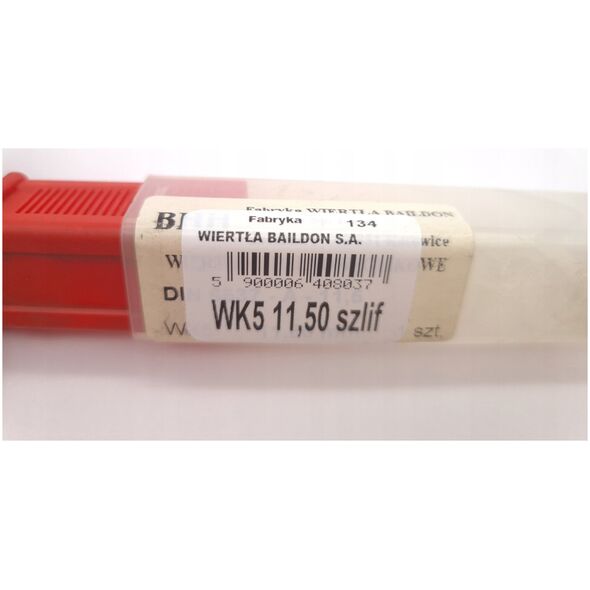 Fabryka WIERTŁA BAILDON
Fabryka 134
WIERTŁA BAILDON S.A.
5 900006 408037
WK5 11,50 szlif
szt.